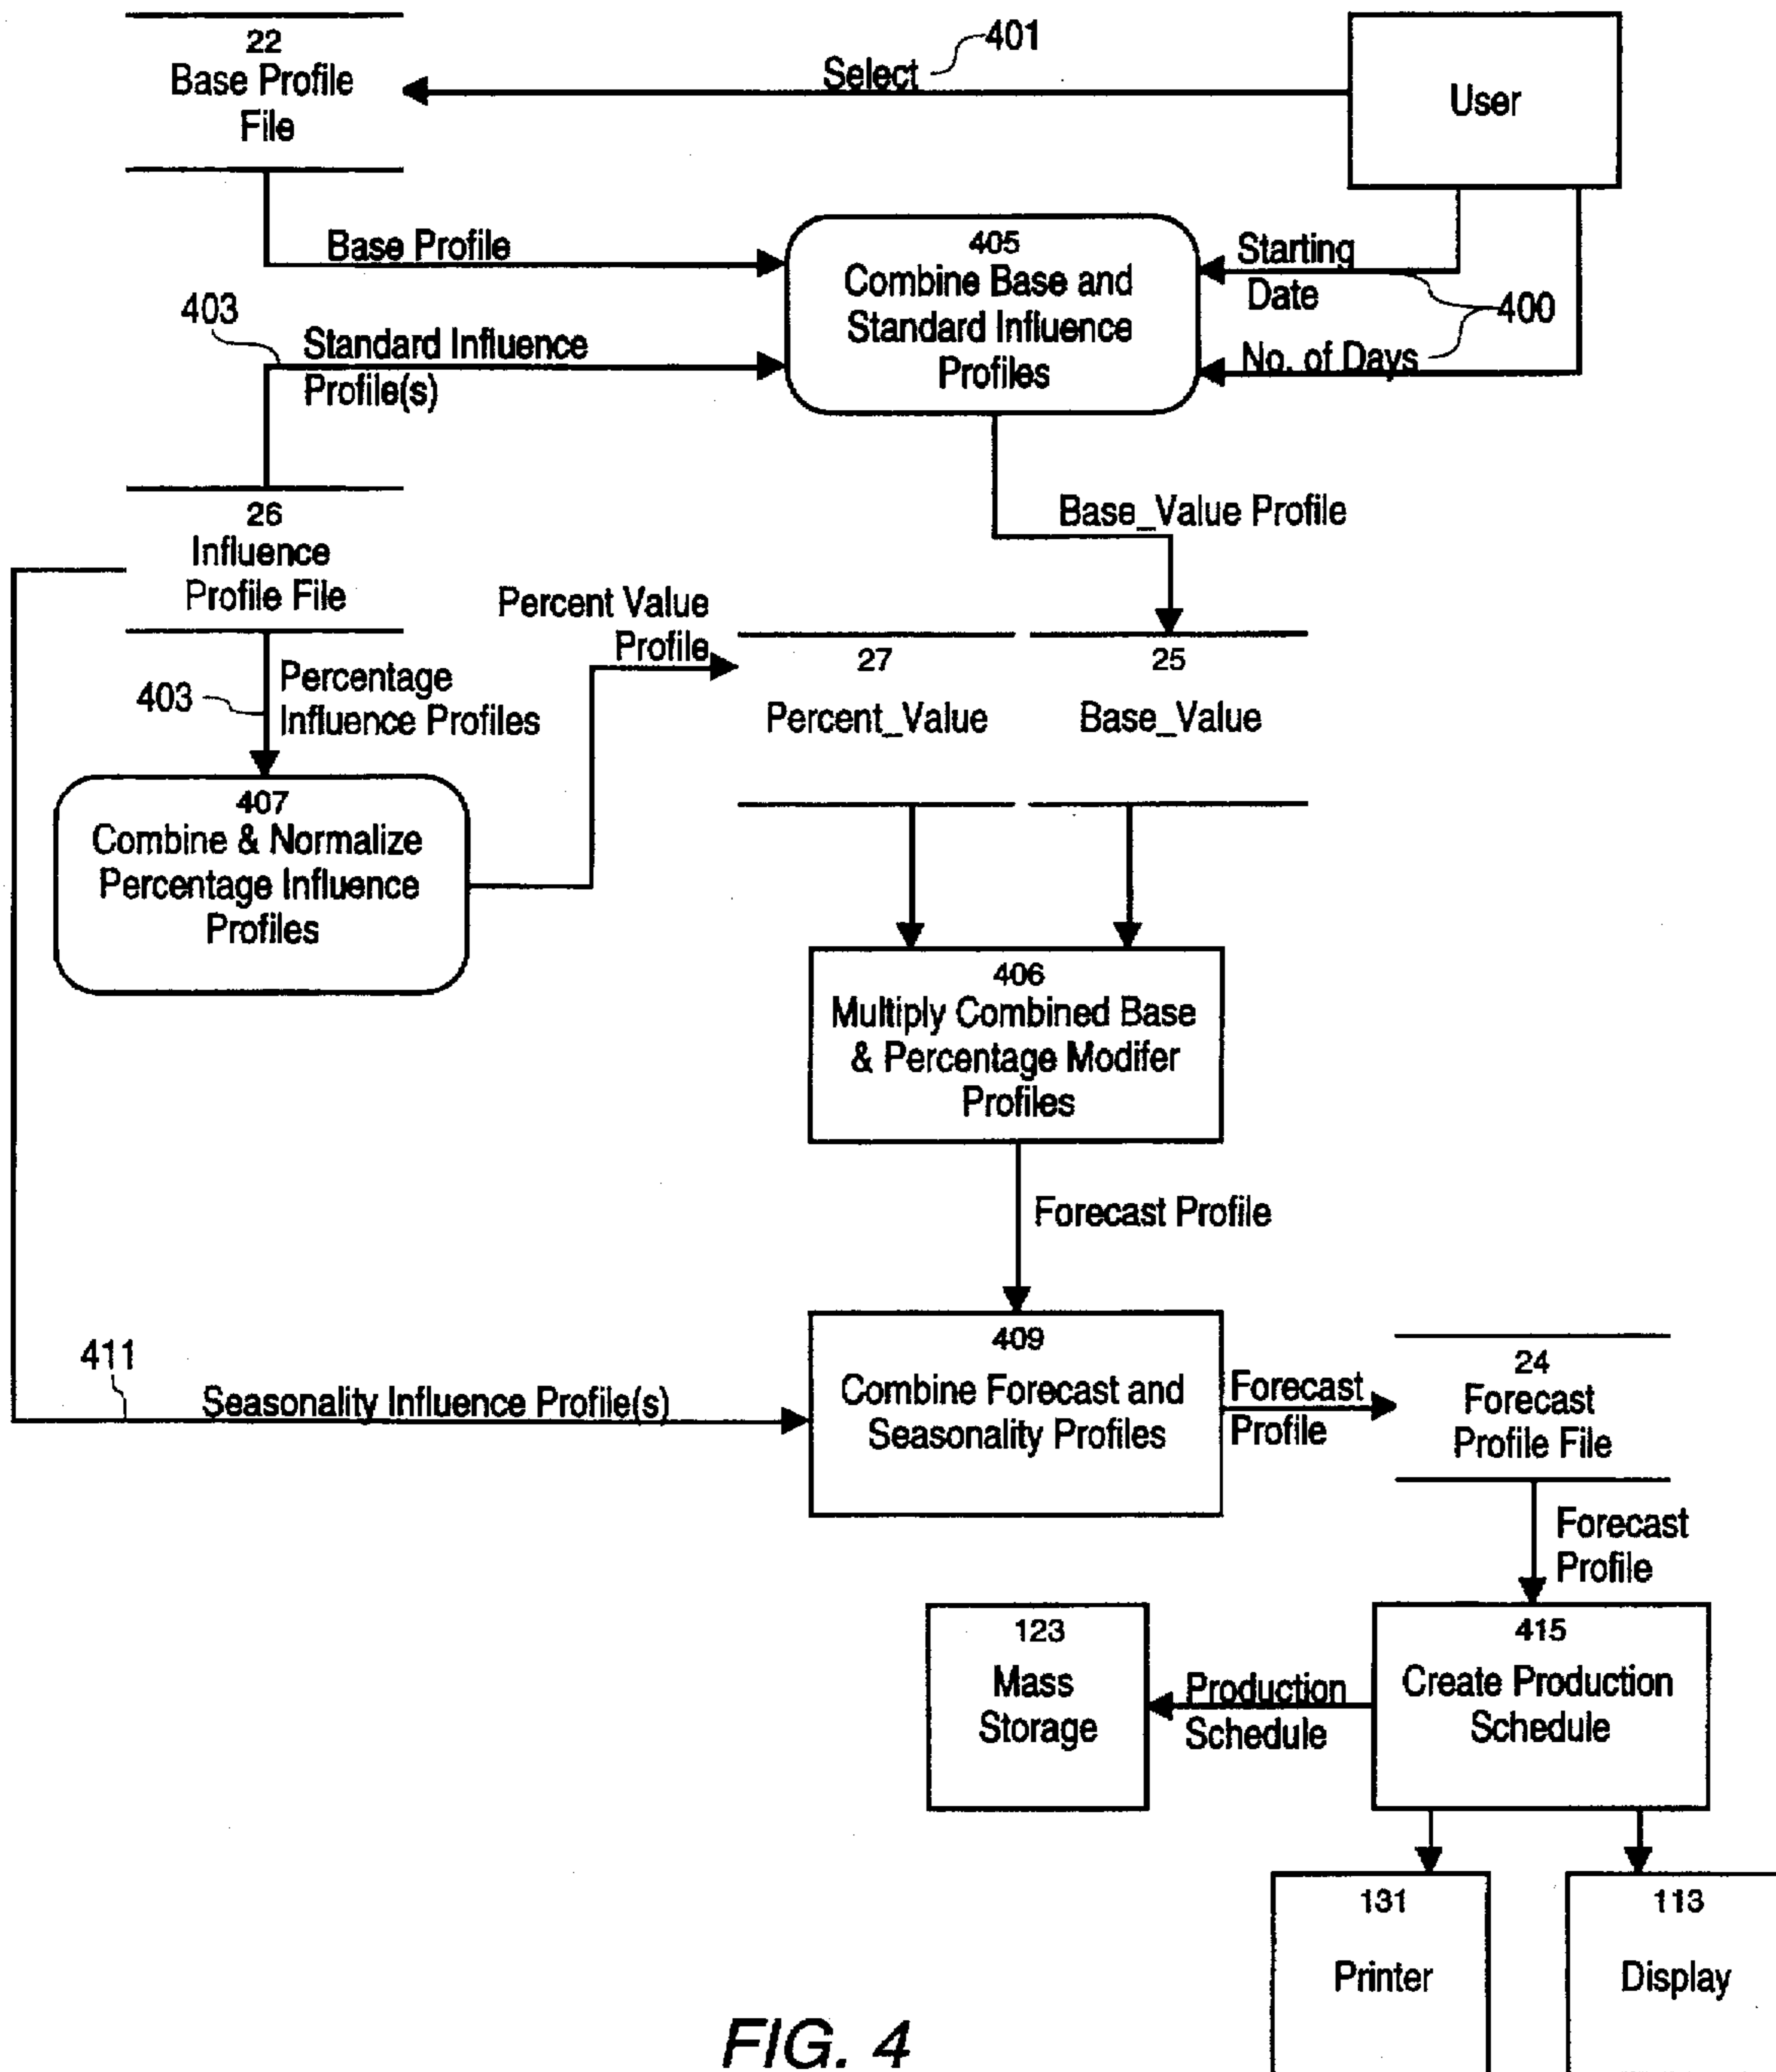 22
Base Profile
File
Select
401
User
Base Profile
405
Combine Base and
Standard Influence
Profiles
Starting
Date
400
No. of Days
403
Standard Influence
Profile(s)
26
Influence
Profile File
Base_Value Profile
Percent Value
Profile
27
Percent_Value
25
Base_Value
403
Percentage
Influence Profiles
407
Combine & Normalize
Percentage Influence
Profiles
406
Multiply Combined Base
& Percentage Modifer
Profiles
Forecast Profile
411
Seasonality Influence Profile(s)
409
Combine Forecast and
Seasonality Profiles
Forecast
Profile
24
Forecast
Profile File
Forecast
Profile
123
Mass
Storage
Production
Schedule
415
Create Production
Schedule
131
Printer
113
Display
FIG. 4